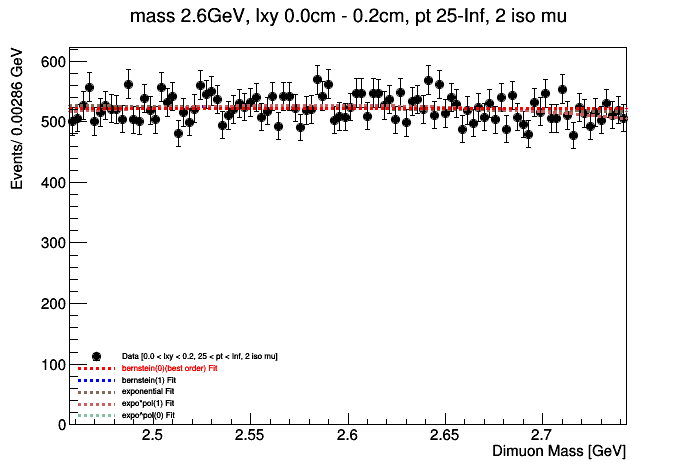 mass 2.6GeV, lxy 0.0cm - 0.2cm, pt 25-Inf, 2 iso mu
Events/ 0.00286 GeV
600
500
400
300
200
100
0
Data [0.0 < lxy < 0.2, 25 < pt < Inf, 2 iso mu]
bernstein(0)(best order) Fit
bernstein(1) Fit
exponential Fit
expo*pol(1) Fit
expo^pol(0) Fit
2.5 2.55 2.6 2.65 2.7
Dimuon Mass [GeV]